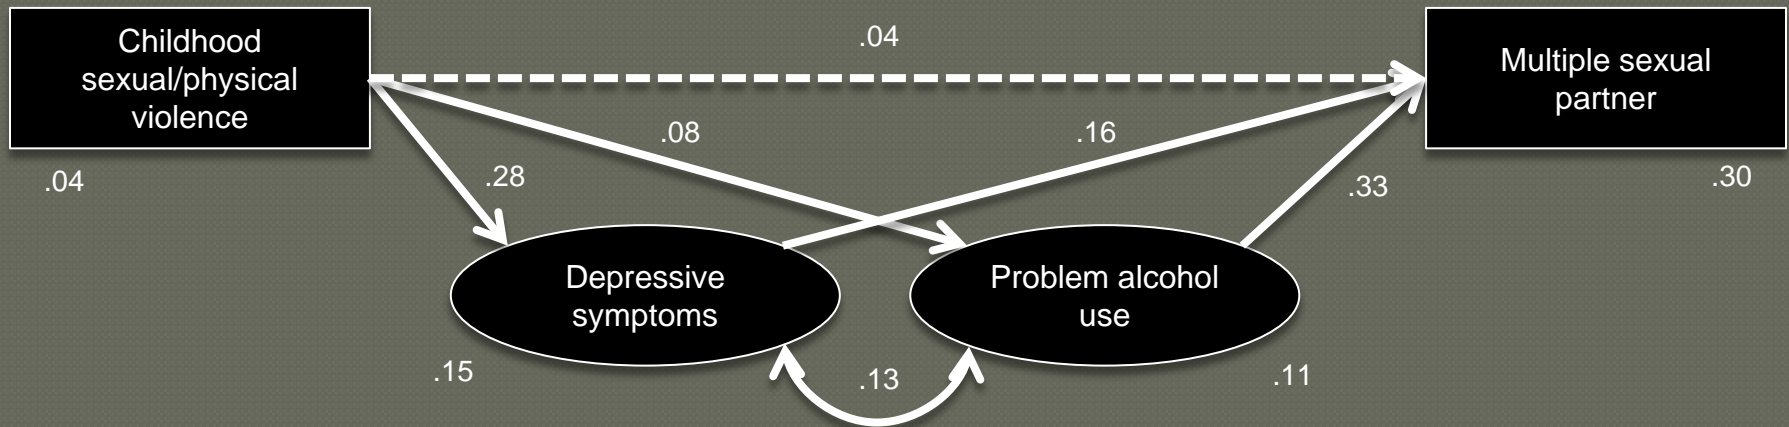 Childhood
sexual/physical
violence
.04
Multiple sexual
partner
.08
.16
.04
.28
.33
.30
Depressive
symptoms
Problem alcohol
use
.15
.13
.11